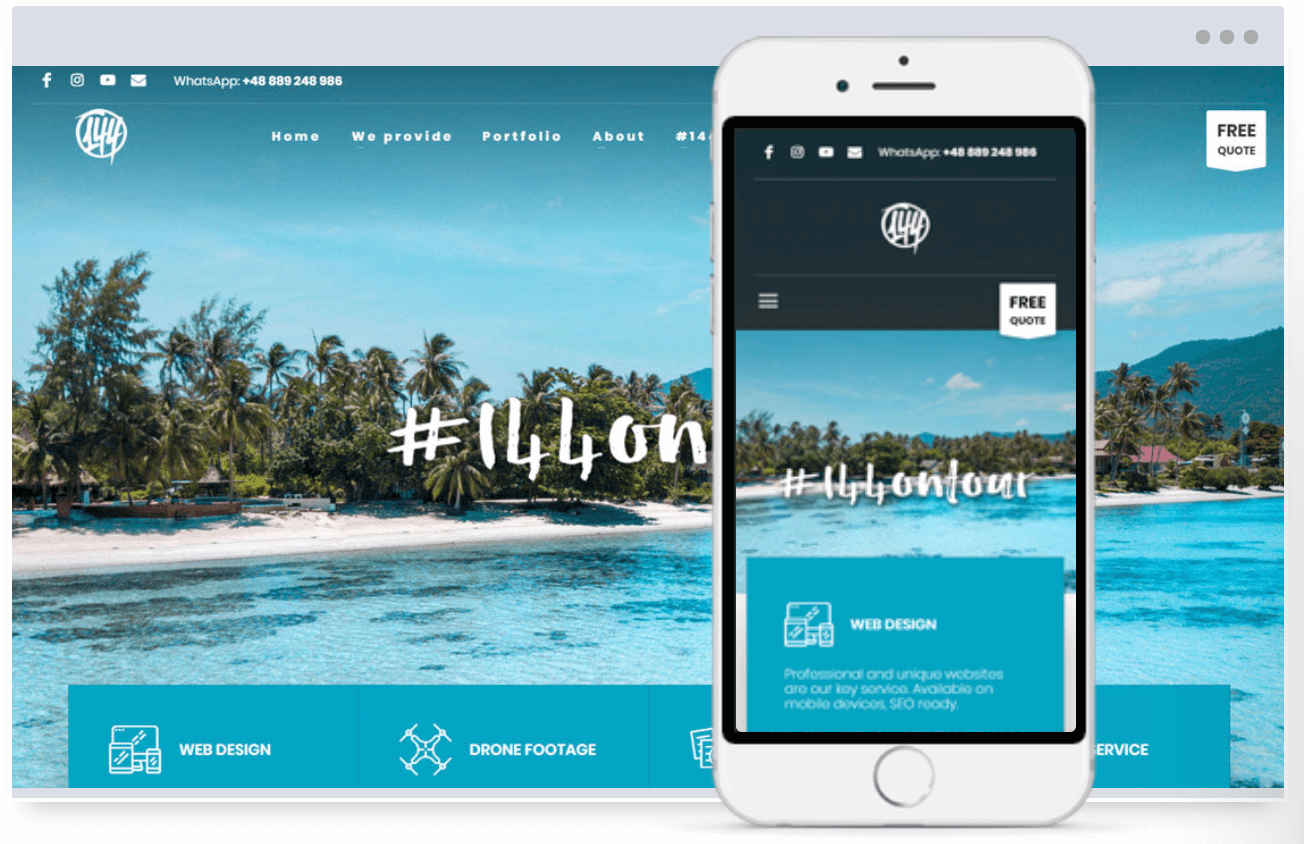 WhatsApp: +48 889 248 986
144
Home We provide Portfolio About #14
FREE
QUOTE
#144on
WEB DESIGN
DRONE FOOTAGE
ERVICE
WhatsApp: +48 889 248 986
144
FREE
QUOTE
#144ontour
WEB DESIGN
Professional and unique websites
are our key service. Available on
mobile devices, SEO ready.